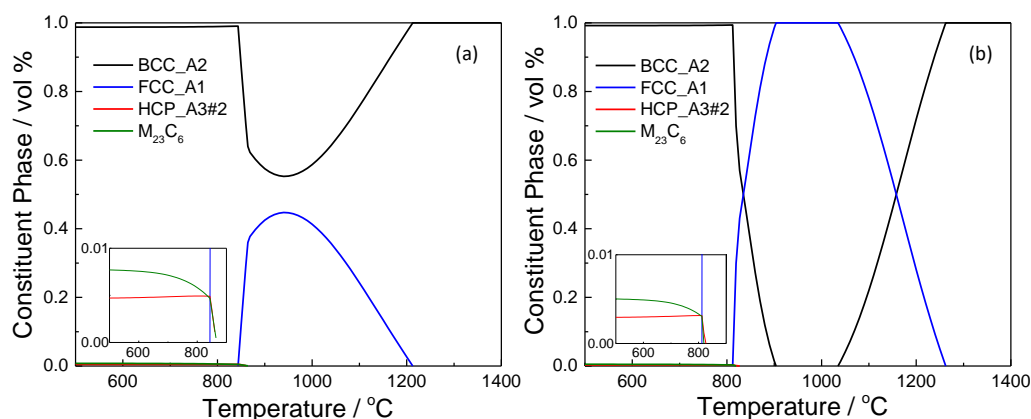 1.0
0.8
0.6
0.4
0.2
0.0
Constituent Phase / vol %
(a)
BCC_A2
FCC_A1
HCP_A3#2
M₂₃C₆
0.01
0.00
600 800
600 800 1000 1200 1400
Temperature / °C
1.0
0.8
0.6
0.4
0.2
0.0
Constituent Phase / vol %
(b)
BCC_A2
FCC_A1
HCP_A3#2
M₂₃C₆
0.01
0.00
600 800
600 800 1000 1200 1400
Temperature / °C